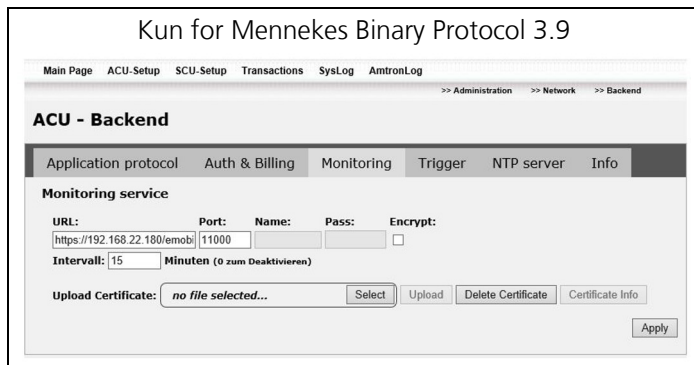 Kun for Mennekes Binary Protocol 3.9
Main Page ACU-Setup SCU-Setup Transactions SysLog AmtronLog
>> Administration >> Network >> Backend
ACU - Backend
Application protocol Auth & Billing Monitoring Trigger NTP server Info
Monitoring service
URL: Port: Name: Pass: Encrypt:
https://192.168.22.180/emobi 11000
Intervall: 15 Minuten (0 zum Deaktivieren)
Upload Certificate: no file selected... Select Upload Delete Certificate Certificate Info
Apply